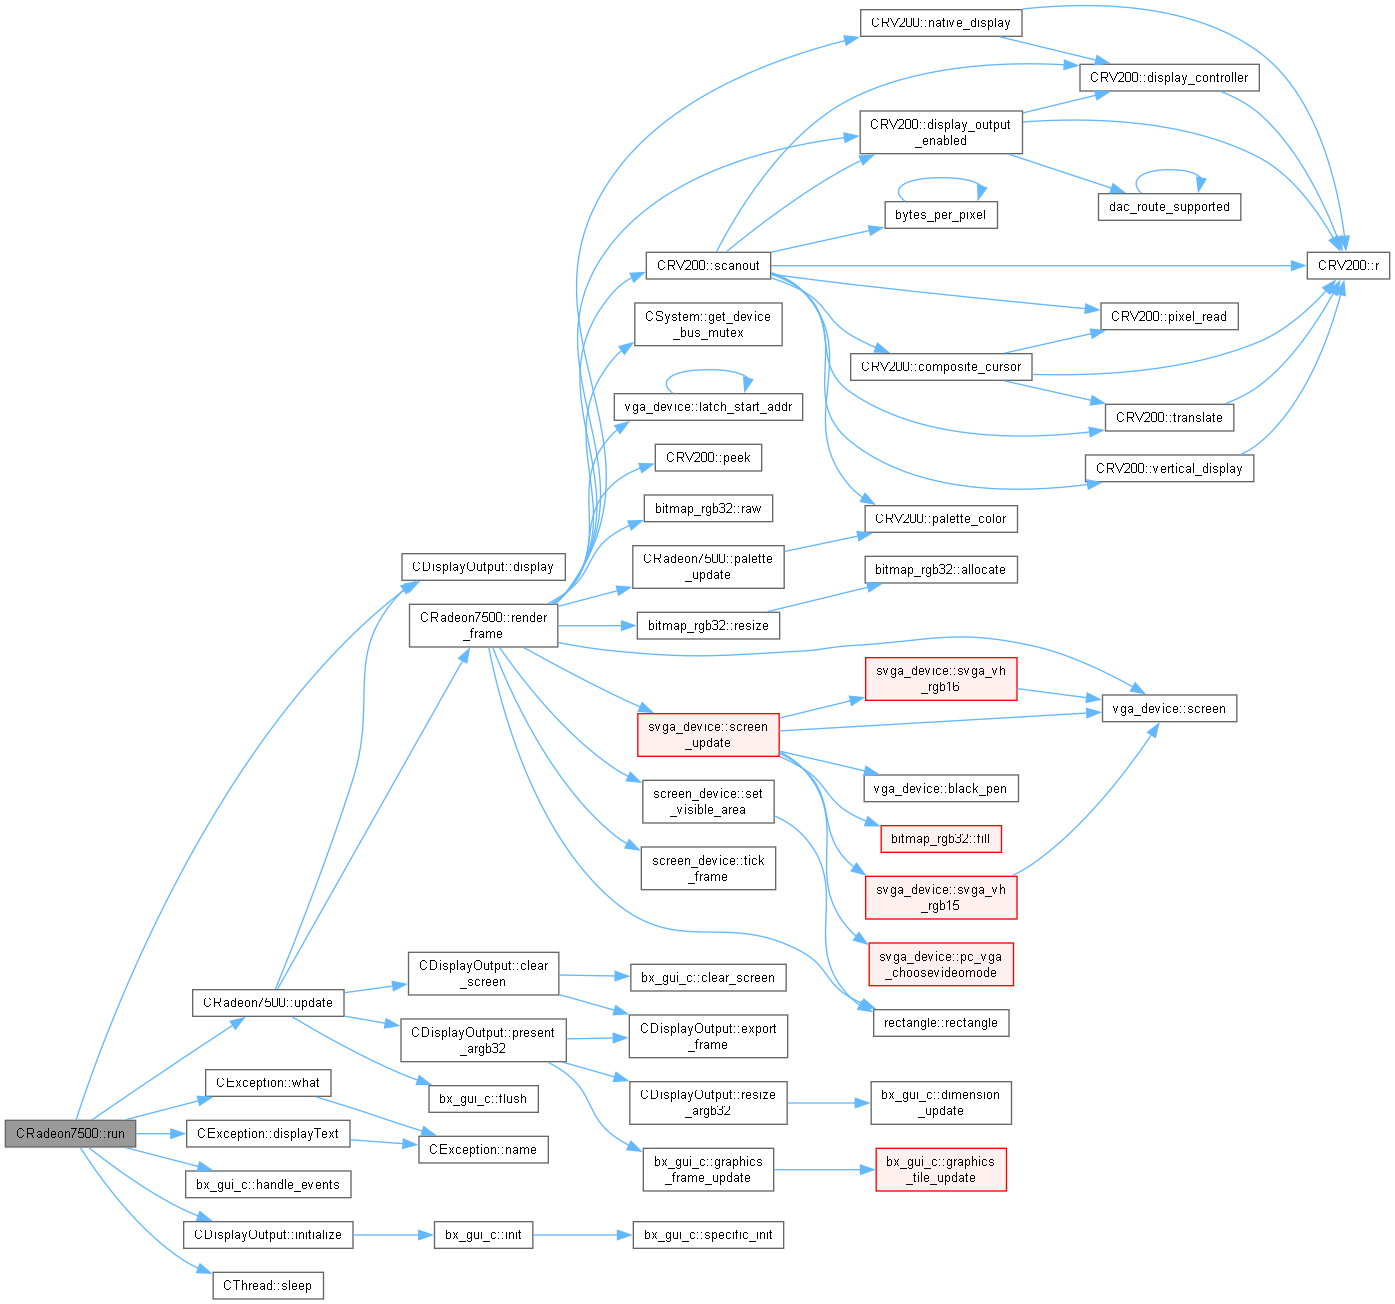 CRV200::native_display
CRV200::display_controller
CRV200::display_output
_enabled
dac_route_supported
bytes_per_pixel
CRV200::scanout
CRV200::r
CSystem::get_device
_bus_mutex
CRV200::pixel_read
CRV200::composite_cursor
vga_device::latch_start_addr
CRV200::translate
CRV200::peek
CRV200::vertical_display
bitmap_rgb32::raw
CRV200::palette_color
CRadeon7500::palette
_update
CDisplayOutput::display
bitmap_rgb32::allocate
CRadeon7500::render
_frame
bitmap_rgb32::resize
svga_device::svga_vh
_rgb16
vga_device::screen
svga_device::screen
_update
vga_device::black_pen
screen_device::set
_visible_area
bitmap_rgb32::fill
screen_device::tick
_frame
svga_device::svga_vh
_rgb15
svga_device::pc_vga
_choosevideomode
CDisplayOutput::clear
_screen
bx_gui_c::clear_screen
CRadeon7500::update
rectangle::rectangle
CDisplayOutput::present
_argb32
CDisplayOutput::export
_frame
CException::what
bx_gui_c::flush
CDisplayOutput::resize
_argb32
bx_gui_c::dimension
_update
CRadeon7500::run
CException::displayText
CException::name
bx_gui_c::graphics
_frame_update
bx_gui_c::graphics
_tile_update
bx_gui_c::handle_events
CDisplayOutput::initialize
bx_gui_c::init
bx_gui_c::specific_init
CThread::sleep